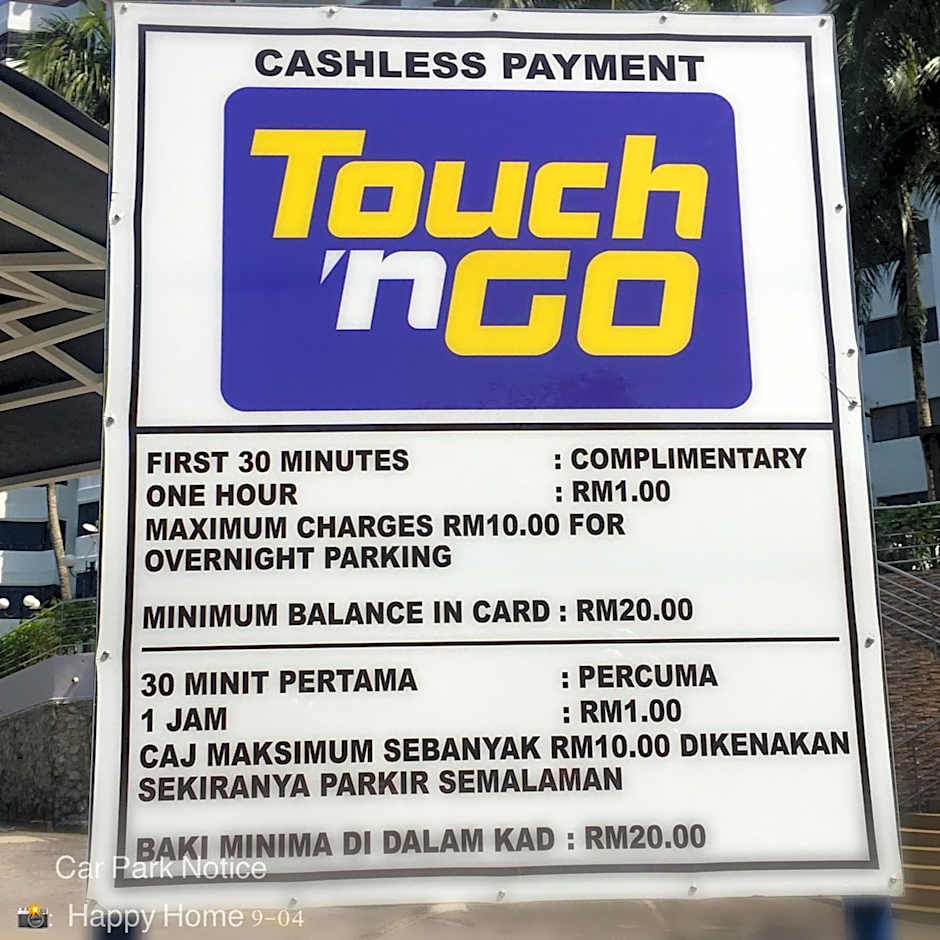 CASHLESS PAYMENT
Touch
'nGO
FIRST 30 MINUTES : COMPLIMENTARY
ONE HOUR : RM1.00
MAXIMUM CHARGES RM10.00 FOR
OVERNIGHT PARKING
MINIMUM BALANCE IN CARD : RM20.00
30 MINIT PERTAMA : PERCUMA
1 JAM : RM1.00
CAJ MAKSIMUM SEBANYAK RM10.00 DIKENAKAN
SEKIRANYA PARKIR SEMALAMAN
BAKI MINIMA DI DALAM KAD : RM20.00
Car Park Notice
📸: Happy Home 9-04